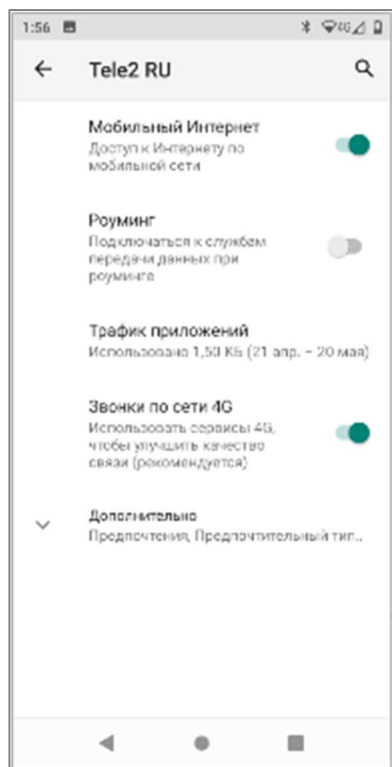 1:56 4G
Tele2 RU
Мобильный Интернет
Доступ к Интернету по
мобильной сети
Роуминг
Подключаться к службам
передачи данных при
роуминге
Трафик приложений
Использовано 1,50 КБ (21 апр. – 20 мая)
Звонки по сети 4G
Использовать сервисы 4G,
чтобы улучшить качество
связи (рекомендуется)
Дополнительно
Предпочтения, Предпочтительный тип..